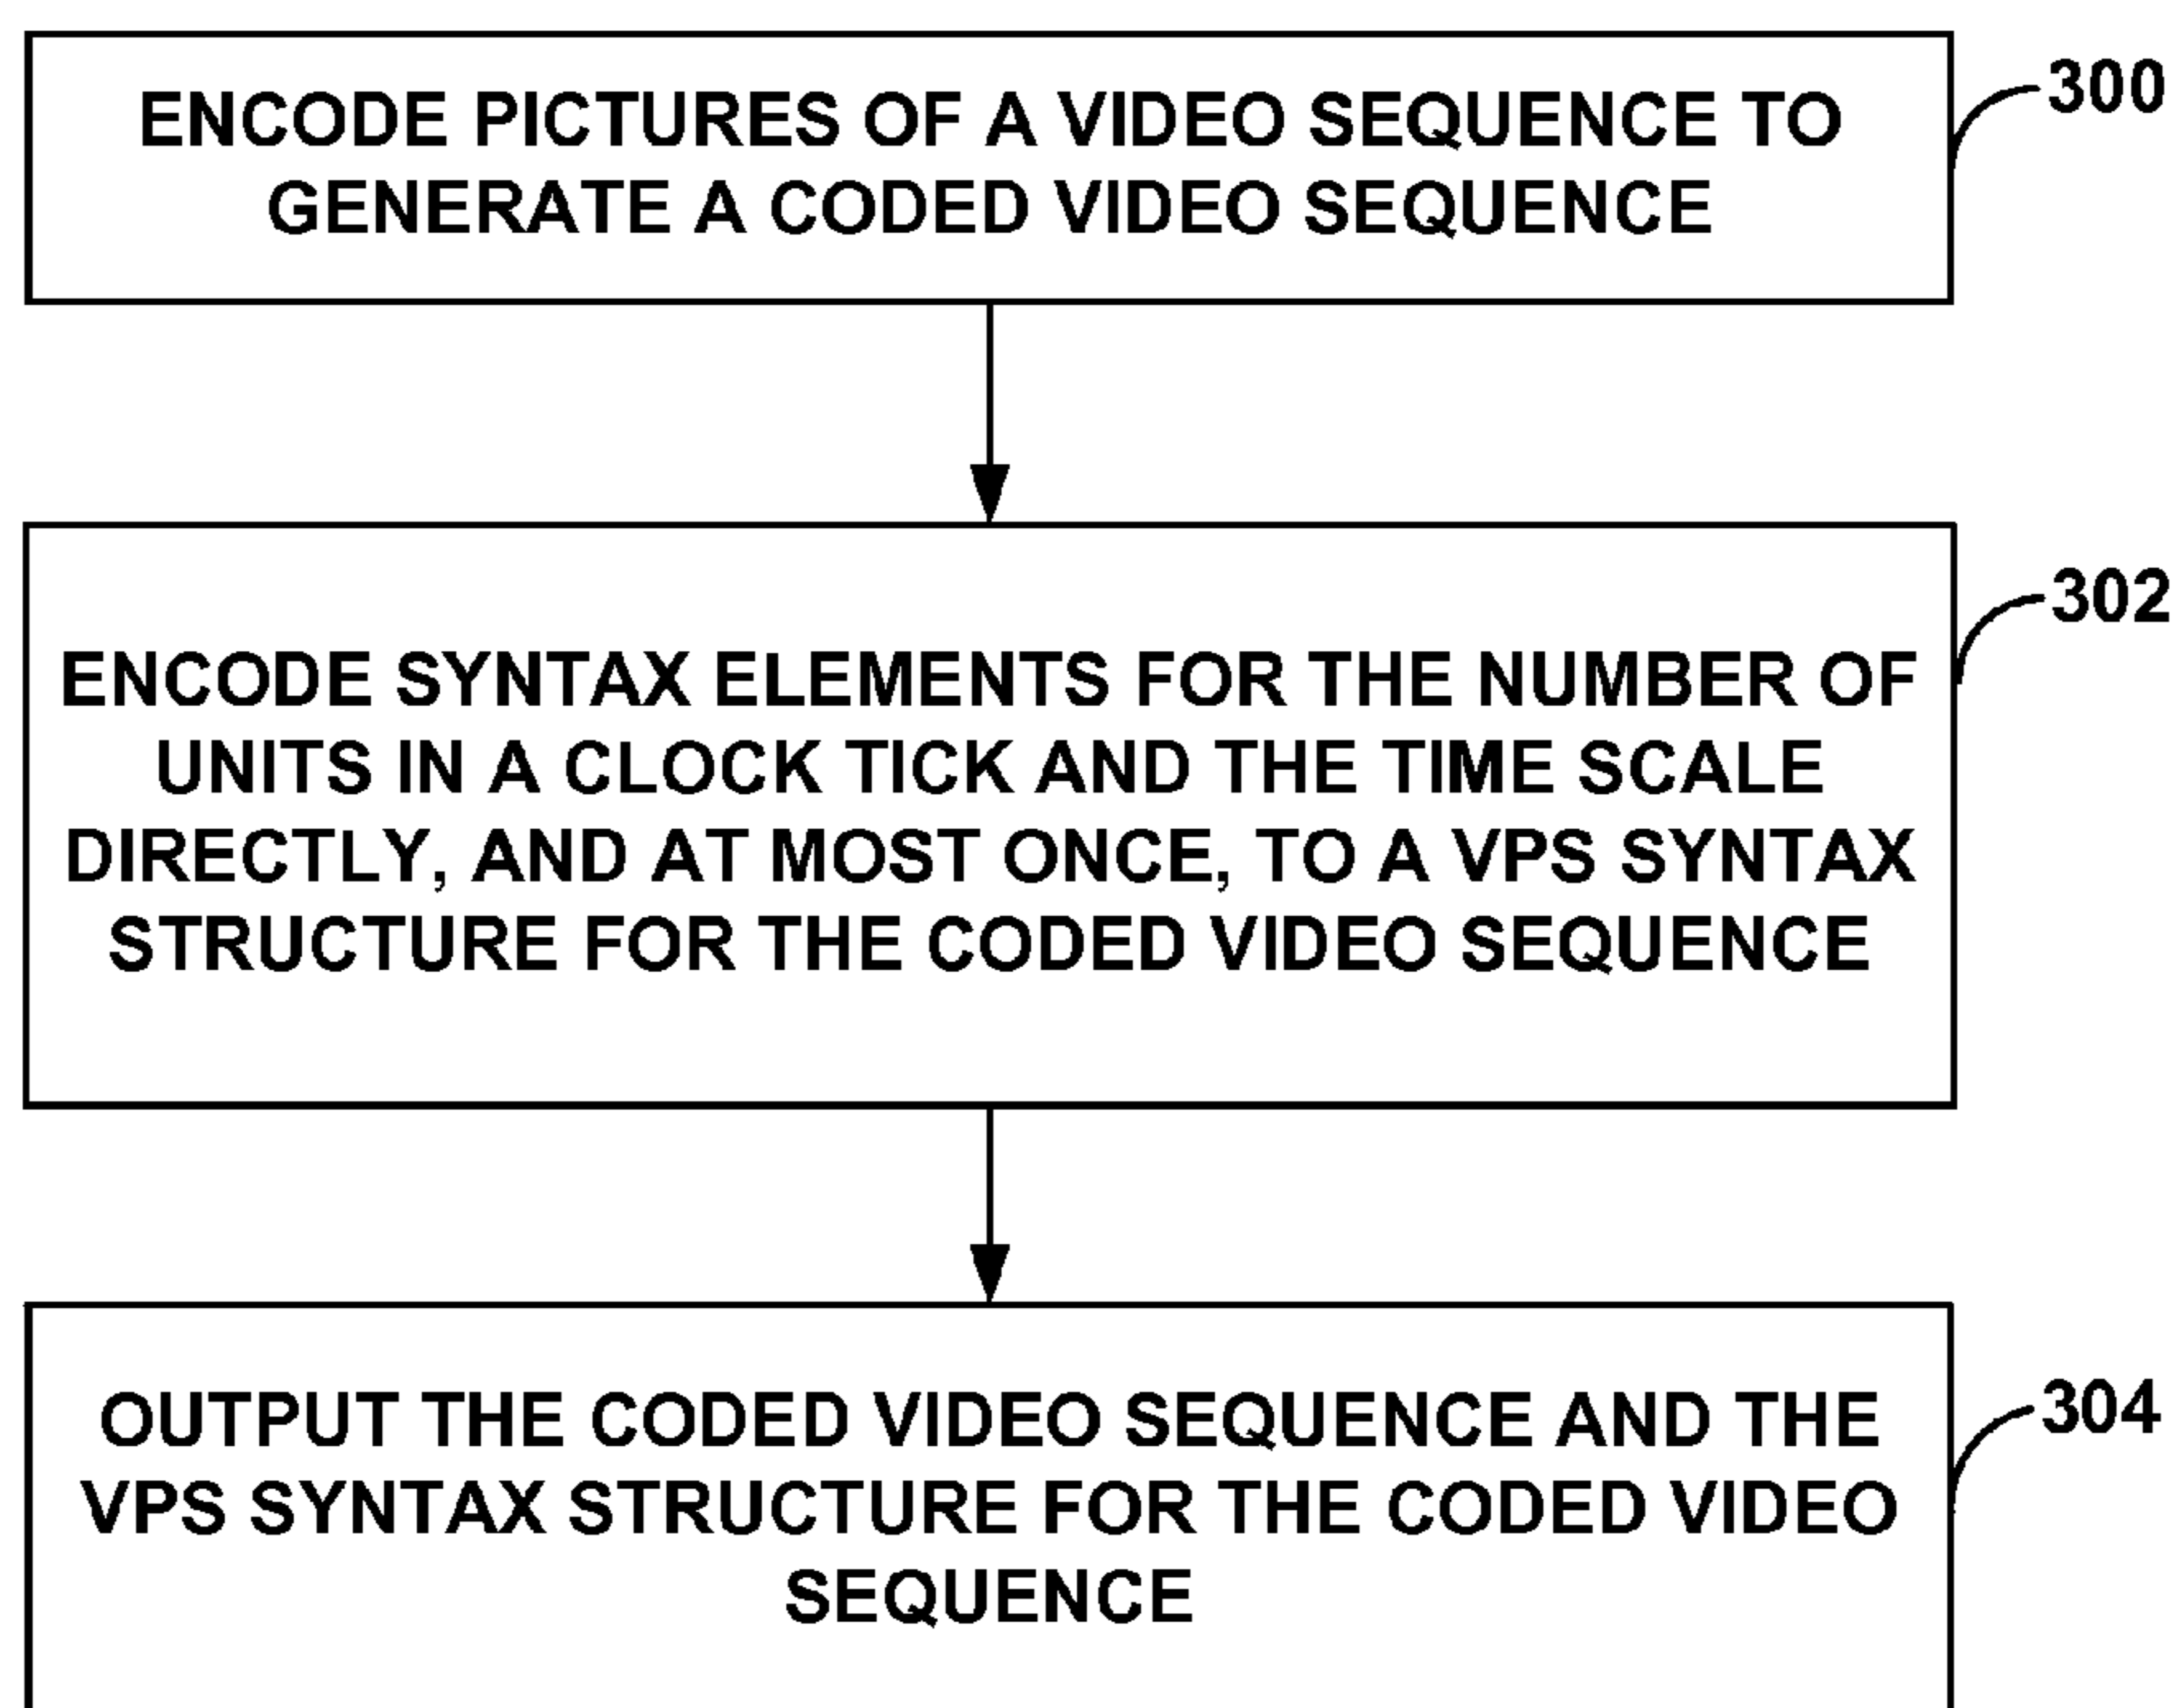 ENCODE PICTURES OF A VIDEO SEQUENCE TO
GENERATE A CODED VIDEO SEQUENCE
300
ENCODE SYNTAX ELEMENTS FOR THE NUMBER OF
UNITS IN A CLOCK TICK AND THE TIME SCALE
DIRECTLY, AND AT MOST ONCE, TO A VPS SYNTAX
STRUCTURE FOR THE CODED VIDEO SEQUENCE
302
OUTPUT THE CODED VIDEO SEQUENCE AND THE
VPS SYNTAX STRUCTURE FOR THE CODED VIDEO
SEQUENCE
304